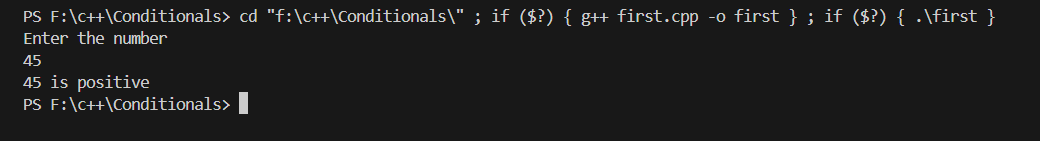 PS F:\c++\Conditionals> cd "f:\c++\Conditionals\" ; if ($?) { g++ first.cpp -o first } ; if ($?) { .\first }
Enter the number
45
45 is positive
PS F:\c++\Conditionals>